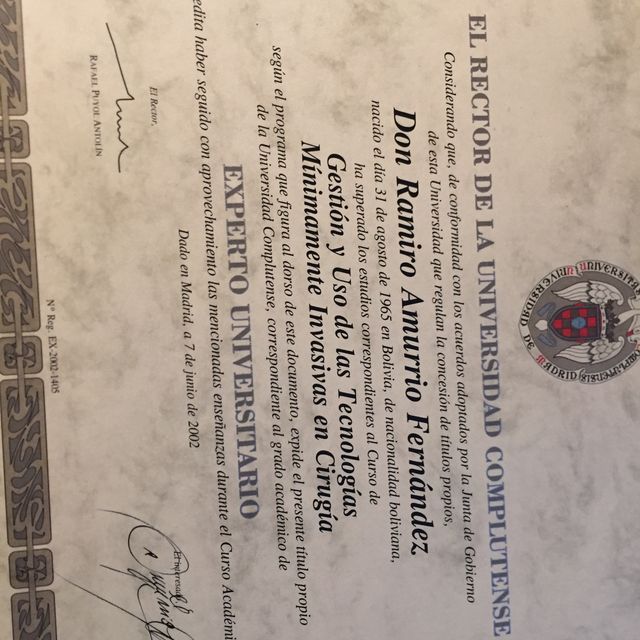 UNIVERSIDAD DE MADRID
EL RECTOR DE LA UNIVERSIDAD COMPLUTENSE
Considerando que, de conformidad con los acuerdos adoptados por la Junta de Gobierno
de esta Universidad que regulan la concesión de títulos propios,
Don Ramiro Amurrio Fernández,
nacido el día 31 de agosto de 1965 en Bolivia, de nacionalidad boliviana,
ha superado los estudios correspondientes al Curso de
Gestión y Uso de las Tecnologías
Mínimamente Invasivas en Cirugía
según el programa que figura al dorso de este documento, expide el presente título propio
de la Universidad Complutense, correspondiente al grado académico de
EXPERTO UNIVERSITARIO
edita haber seguido con aprovechamiento las mencionadas enseñanzas durante el Curso Académi
Dado en Madrid, a 7 de junio de 2002
El Rector,
El interesado,
RAFAEL PUYOL ANTOLÍN
Nº Reg. EX-2002-1405